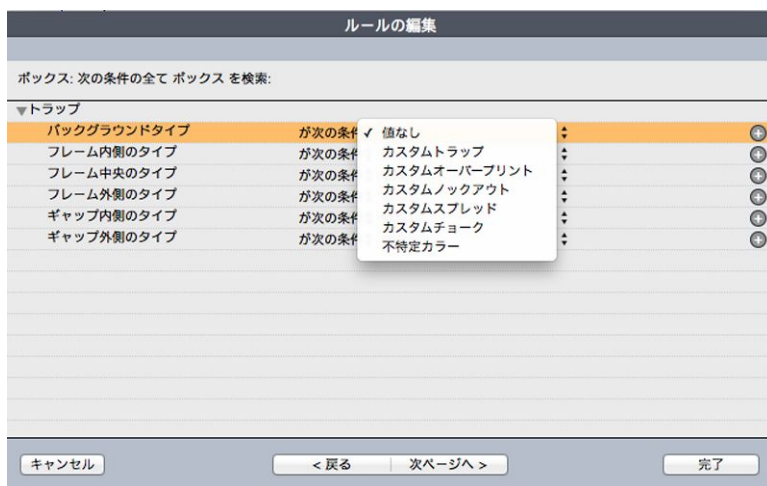 ルールの編集
ボックス: 次の条件の全て ボックス を検索:
トラップ
バックグラウンドタイプ が次の条件 ✓ 値なし
フレーム内側のタイプ が次の条件 カスタムトラップ
フレーム中央のタイプ が次の条件 カスタムオーバープリント
フレーム外側のタイプ が次の条件 カスタムノックアウト
ギャップ内側のタイプ が次の条件 カスタムスプレッド
ギャップ外側のタイプ が次の条件 カスタムチョーク
不特定カラー
キャンセル < 戻る 次ページへ > 完了